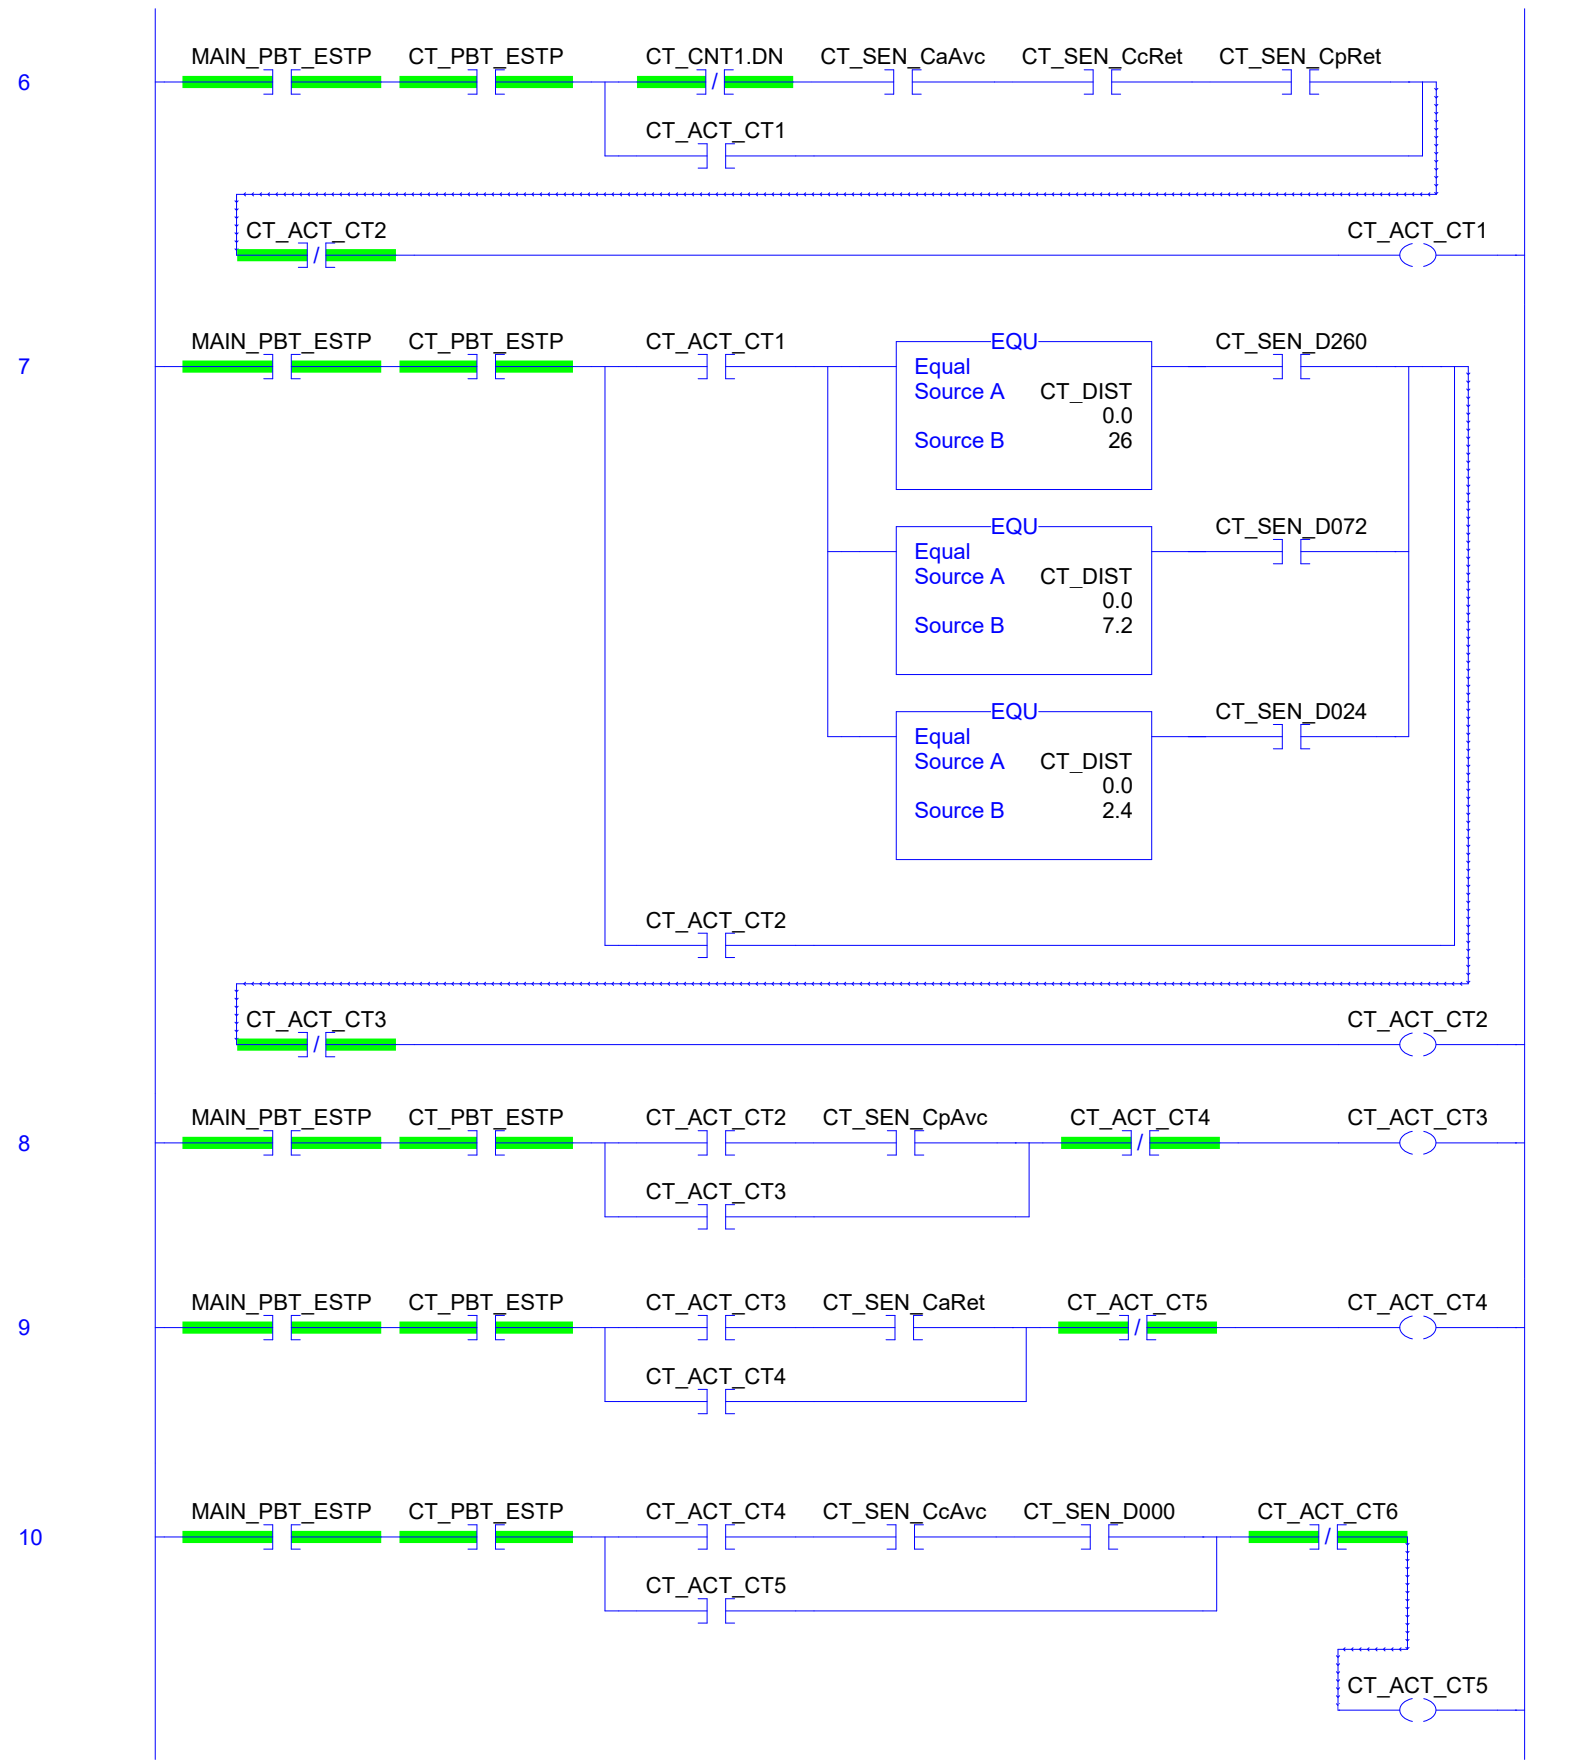 MAIN_PBT_ESTP CT_PBT_ESTP CT_CNT1.DN CT_SEN_CaAvc CT_SEN_CcRet CT_SEN_CpRet
6 /
CT_ACT_CT1
CT_ACT_CT2 CT_ACT_CT1
/
MAIN_PBT_ESTP CT_PBT_ESTP CT_ACT_CT1 EQU CT_SEN_D260
7 Equal
Source A CT_DIST
0.0
Source B 26
EQU CT_SEN_D072
Equal
Source A CT_DIST
0.0
Source B 7.2
EQU CT_SEN_D024
Equal
Source A CT_DIST
0.0
Source B 2.4
CT_ACT_CT2
CT_ACT_CT3 CT_ACT_CT2
/
MAIN_PBT_ESTP CT_PBT_ESTP CT_ACT_CT2 CT_SEN_CpAvc CT_ACT_CT4 CT_ACT_CT3
8 /
CT_ACT_CT3
MAIN_PBT_ESTP CT_PBT_ESTP CT_ACT_CT3 CT_SEN_CaRet CT_ACT_CT5 CT_ACT_CT4
9 /
CT_ACT_CT4
MAIN_PBT_ESTP CT_PBT_ESTP CT_ACT_CT4 CT_SEN_CcAvc CT_SEN_D000 CT_ACT_CT6
10 /
CT_ACT_CT5
CT_ACT_CT5